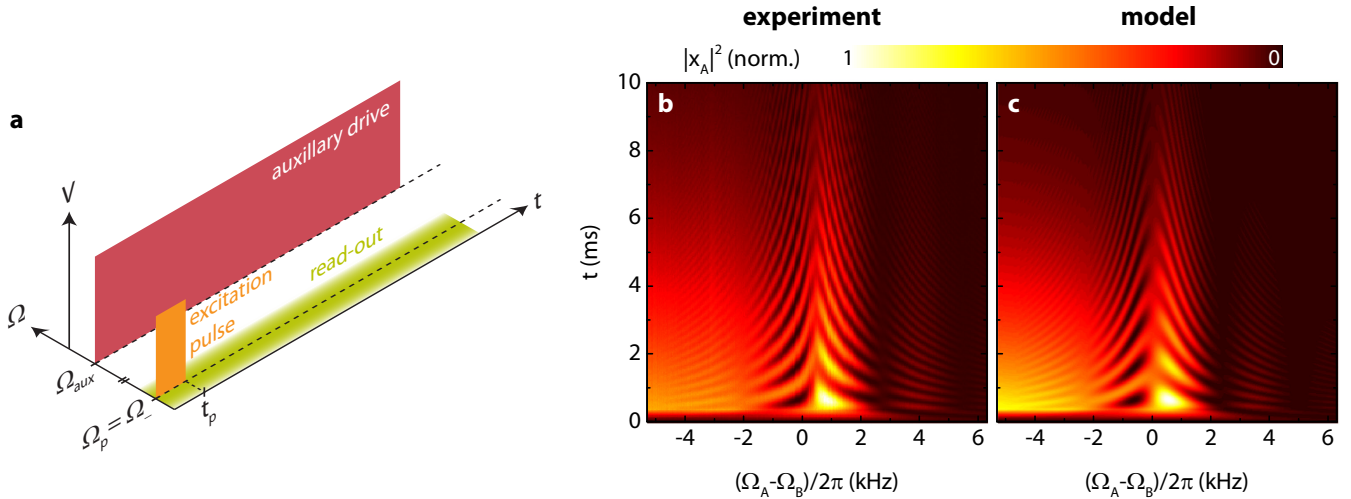 experiment
model
|x_A|² (norm.)
1
0
a
V
Ω
t
auxillary drive
read-out
excitation
pulse
Ω_aux
Ω_p = Ω_-
t_p
b
c
t (ms)
10
8
6
4
2
0
-4 -2 0 2 4 6
-4 -2 0 2 4 6
(Ω_A-Ω_B)/2π (kHz)
(Ω_A-Ω_B)/2π (kHz)